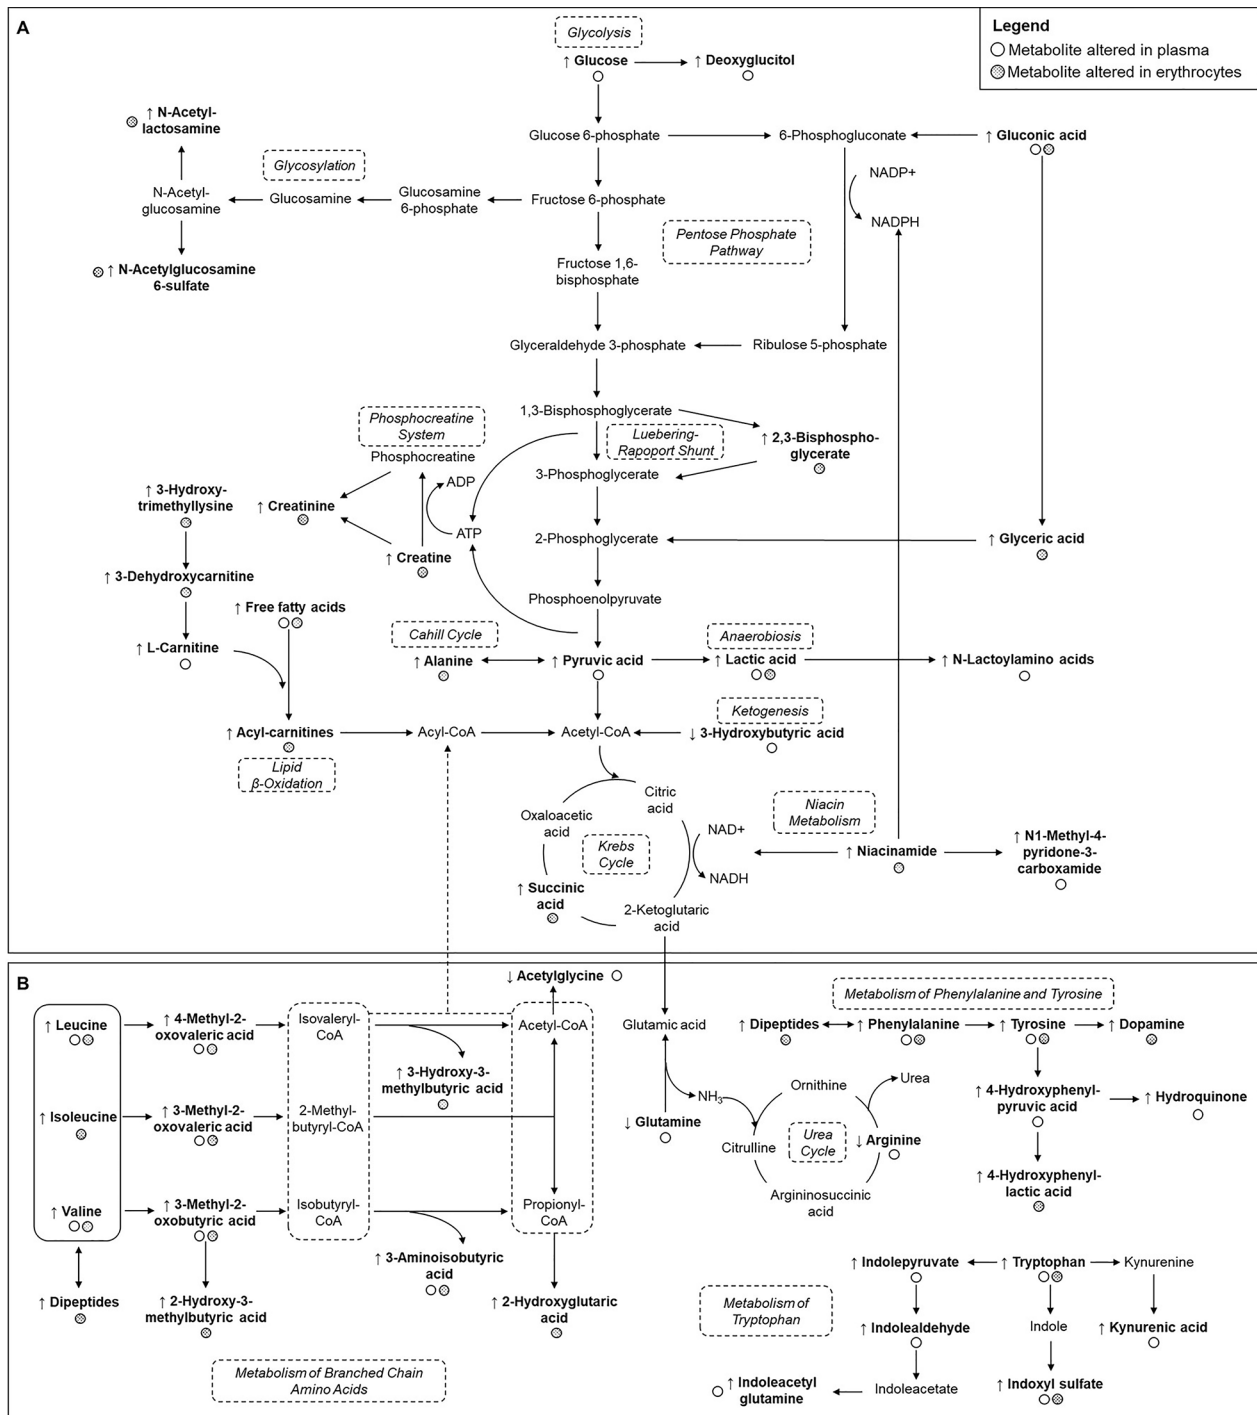 A
Legend
Metabolite altered in plasma
Metabolite altered in erythrocytes
Glycolysis
↑ Glucose
↑ Deoxyglucitol
↑ N-Acetyl-
lactosamine
Glucose 6-phosphate
6-Phosphogluconate
↑ Gluconic acid
Glycosylation
NADP+
N-Acetyl-
glucosamine
Glucosamine
Glucosamine
6-phosphate
Fructose 6-phosphate
NADPH
Pentose Phosphate
Pathway
↑ N-Acetylglucosamine
6-sulfate
Fructose 1,6-
bisphosphate
Glyceraldehyde 3-phosphate
Ribulose 5-phosphate
1,3-Bisphosphoglycerate
Phosphocreatine
System
Luebering-
Rapoport Shunt
↑ 2,3-Bisphospho-
glycerate
Phosphocreatine
3-Phosphoglycerate
ADP
↑ 3-Hydroxy-
trimethyllysine
↑ Creatinine
ATP
2-Phosphoglycerate
↑ Glyceric acid
↑ Creatine
↑ 3-Dehydroxycarnitine
↑ Free fatty acids
Phosphoenolpyruvate
Cahill Cycle
Anaerobiosis
↑ L-Carnitine
↑ Alanine
↑ Pyruvic acid
↑ Lactic acid
↑ N-Lactoylamino acids
Ketogenesis
↑ Acyl-carnitines
Acyl-CoA
Acetyl-CoA
↓ 3-Hydroxybutyric acid
Lipid
β-Oxidation
Citric
acid
Oxaloacetic
acid
Niacin
Metabolism
NAD+
Krebs
Cycle
↑ Niacinamide
↑ N1-Methyl-4-
pyridone-3-
carboxamide
NADH
↑ Succinic
acid
2-Ketoglutaric
acid
B
↓ Acetylglycine
Metabolism of Phenylalanine and Tyrosine
↑ Leucine
↑ 4-Methyl-2-
oxovaleric acid
Isovaleryl-
CoA
Acetyl-CoA
Glutamic acid
↑ Dipeptides
↑ Phenylalanine
↑ Tyrosine
↑ Dopamine
↑ 3-Hydroxy-3-
methylbutyric acid
Urea
Ornithine
NH3
↑ 4-Hydroxyphenyl-
pyruvic acid
↑ Hydroquinone
↑ Isoleucine
↑ 3-Methyl-2-
oxovaleric acid
2-Methyl-
butyryl-CoA
↓ Glutamine
Citrulline
Urea
Cycle
↓ Arginine
↑ 4-Hydroxyphenyl-
lactic acid
Argininosuccinic
acid
↑ Valine
↑ 3-Methyl-2-
oxobutyric acid
Isobutyryl-
CoA
Propionyl-
CoA
↑ 3-Aminoisobutyric
acid
↑ Indolepyruvate
↑ Tryptophan
Kynurenine
↑ Dipeptides
↑ 2-Hydroxy-3-
methylbutyric acid
↑ 2-Hydroxyglutaric
acid
Metabolism of
Tryptophan
↑ Indolealdehyde
Indole
↑ Kynurenic acid
Metabolism of Branched Chain
Amino Acids
↑ Indoleacetyl
glutamine
Indoleacetate
↑ Indoxyl sulfate